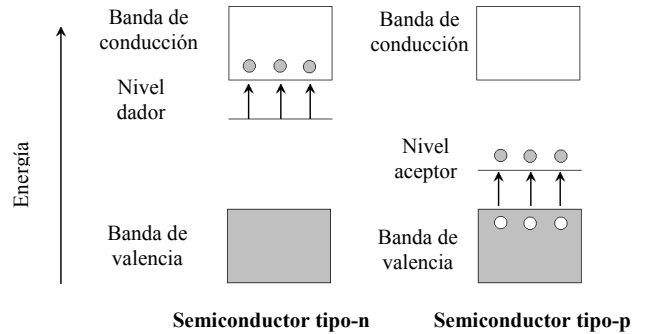 Banda de
conducción
Nivel
dador
Banda de
valencia
Semiconductor tipo-n
Banda de
conducción
Nivel
aceptor
Banda de
valencia
Semiconductor tipo-p
Energía